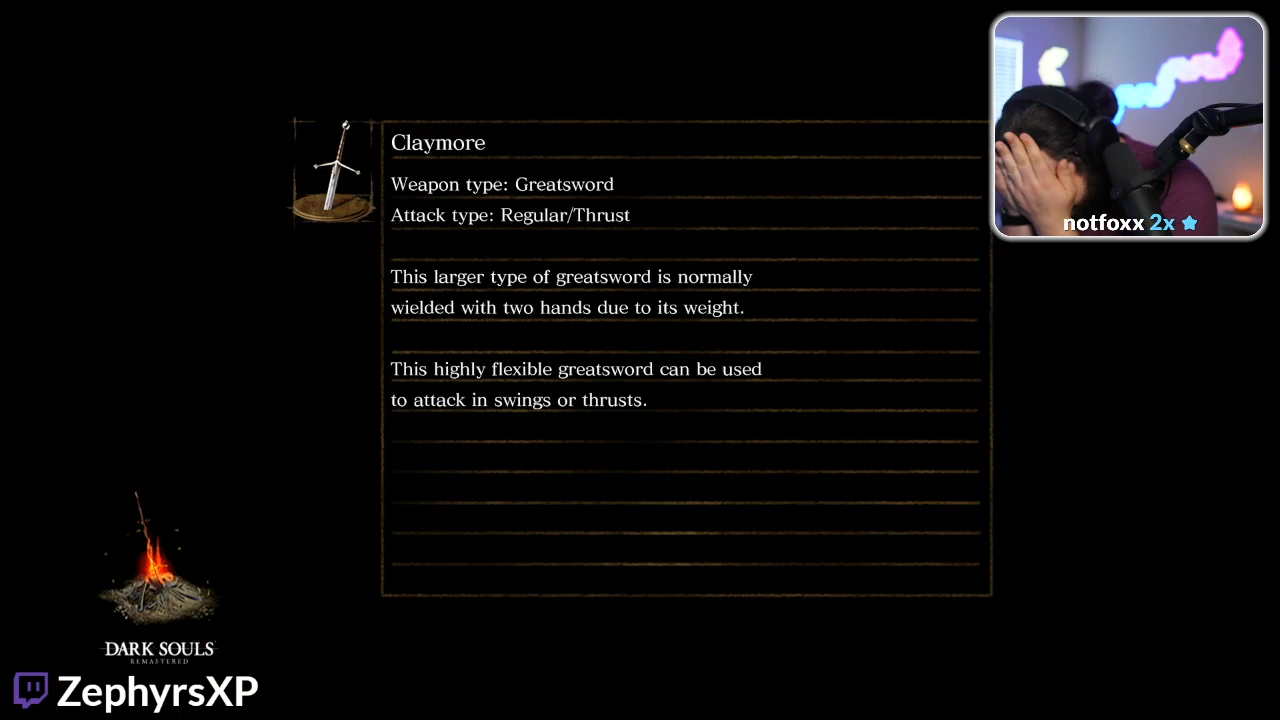 Claymore
Weapon type: Greatsword
Attack type: Regular/Thrust
This larger type of greatsword is normally
wielded with two hands due to its weight.
This highly flexible greatsword can be used
to attack in swings or thrusts.
notfoxx 2x
DARK SOULS
REMASTERED
ZephyrsXP